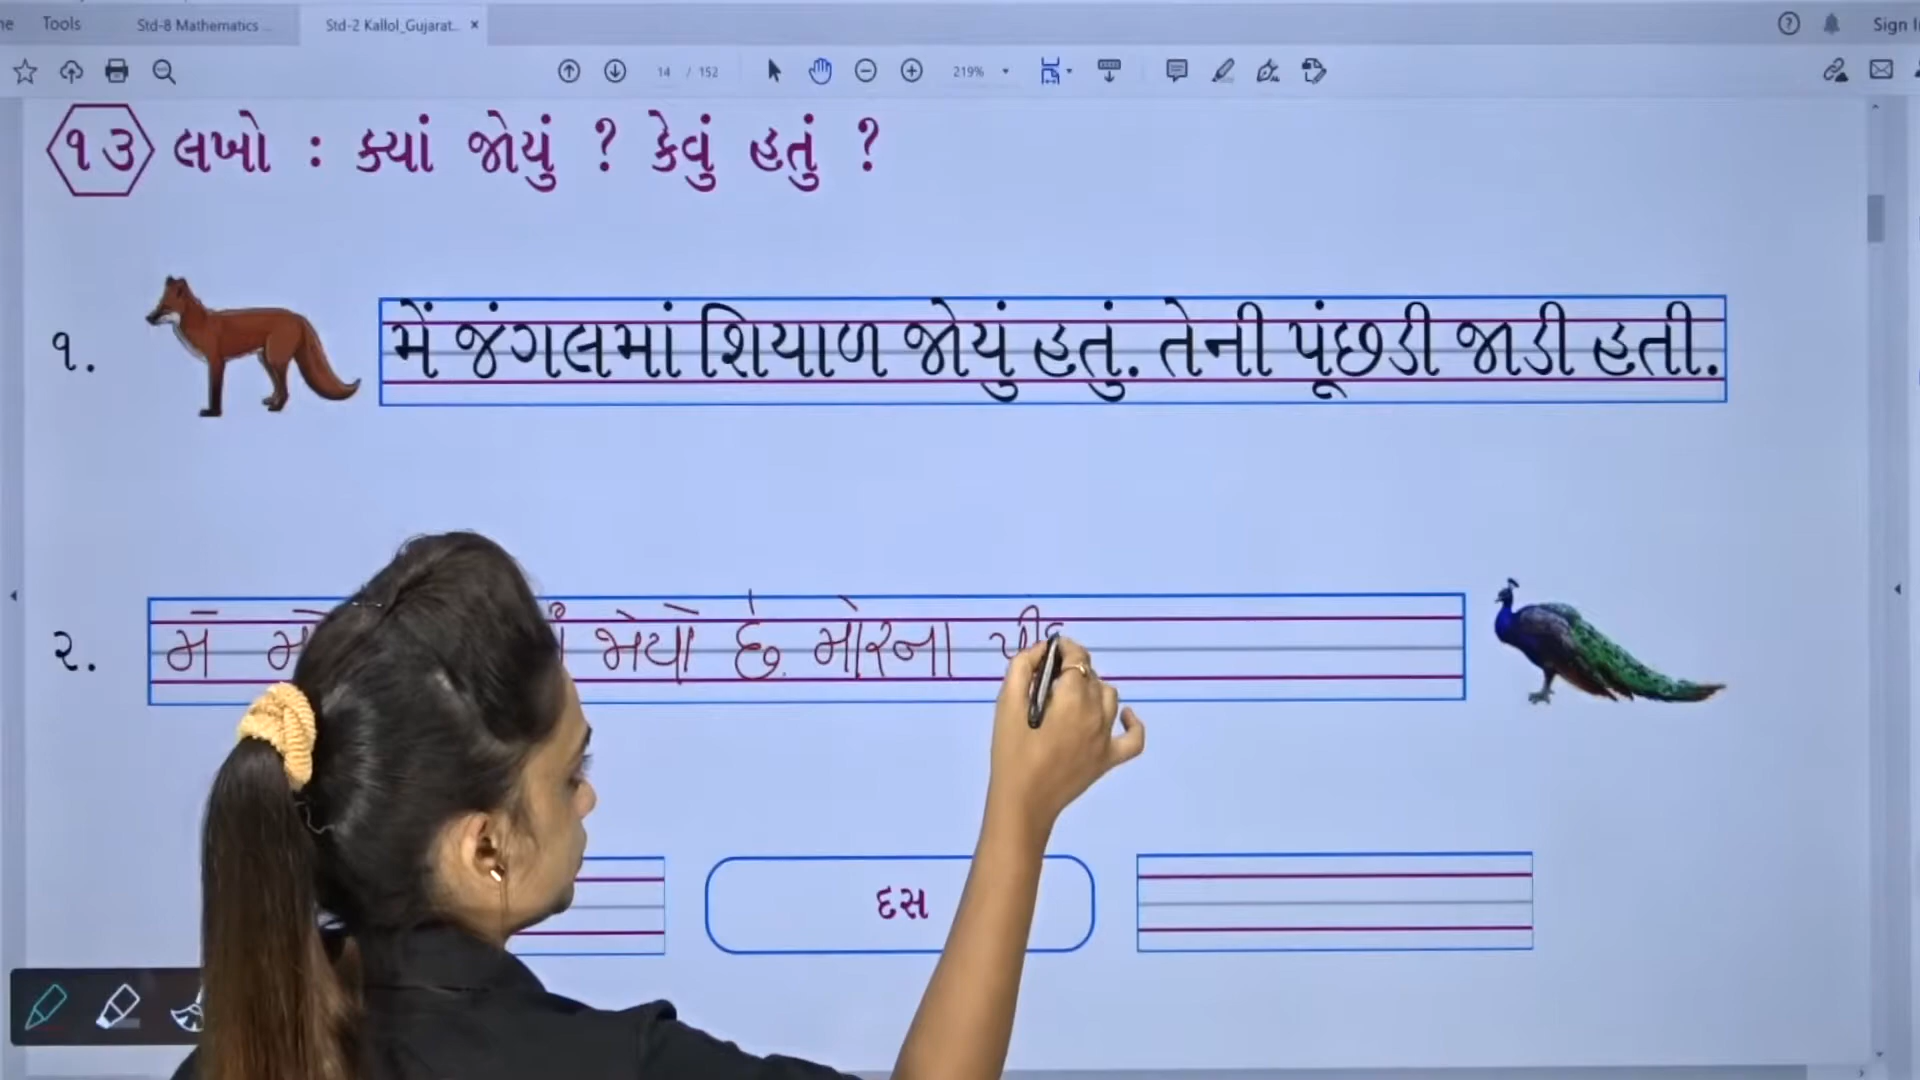 Tools Std-8 Mathematics ... Std-2 Kallol_Gujarat... × Sign I
14 / 152 219%
૧૩ લખો : ક્યાં જોયું ? કેવું હતું ?
૧. મેં જંગલમાં શિયાળ જોયું હતું. તેની પૂંછડી જાડી હતી.
૨. મેં જોયો છે. મોરના
દસ